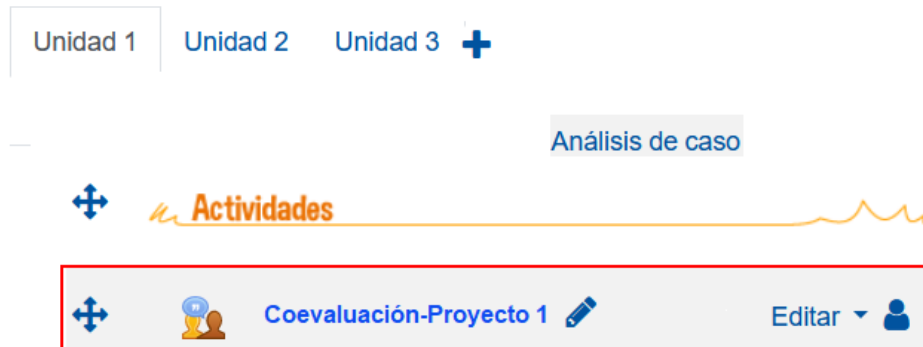 Unidad 1 Unidad 2 Unidad 3
Análisis de caso
Actividades
Coevaluación-Proyecto 1 Editar